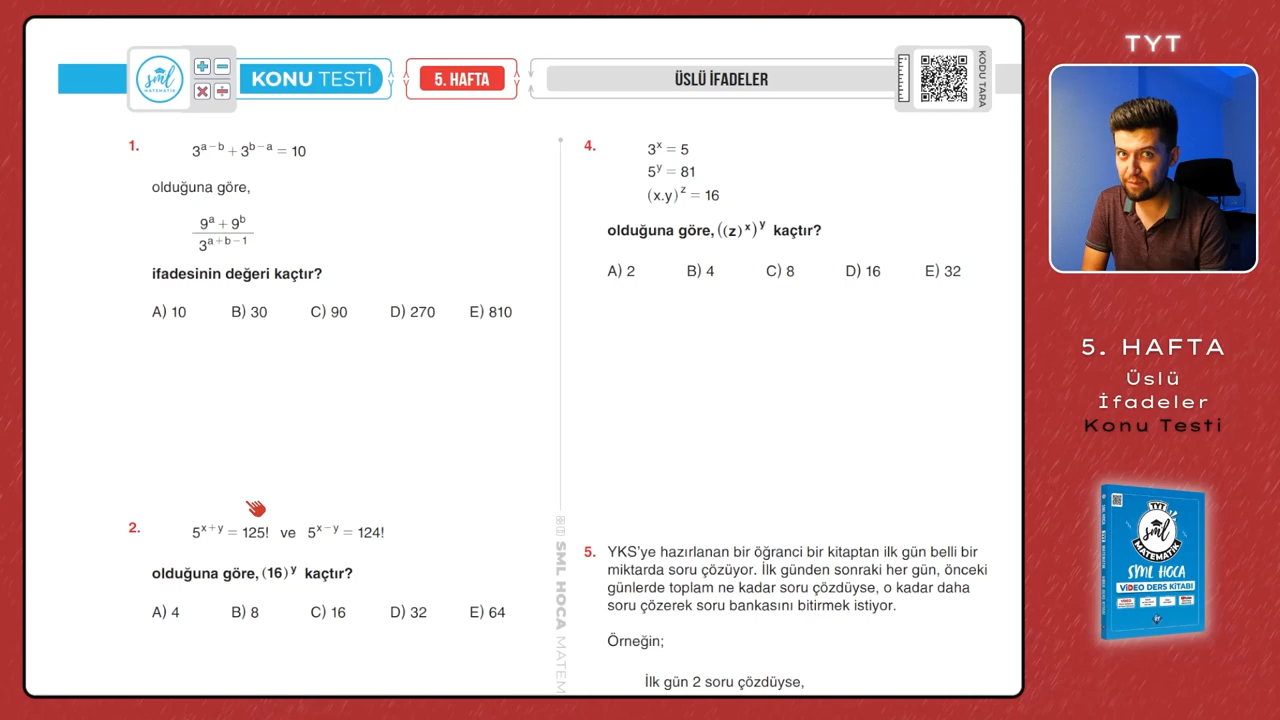 sml
MATEMATİK
KONU TESTİ
5. HAFTA
ÜSLÜ İFADELER
KODU TARA
1.
3^{a−b} + 3^{b−a} = 10
olduğuna göre,
9^a + 9^b
3^{a+b−1}
ifadesinin değeri kaçtır?
A) 10 B) 30 C) 90 D) 270 E) 810
2.
5^{x+y} = 125! ve 5^{x−y} = 124!
olduğuna göre, (16)^y kaçtır?
A) 4 B) 8 C) 16 D) 32 E) 64
SML HOCA MATEM
4.
3^x = 5
5^y = 81
(x.y)^z = 16
olduğuna göre, ((z)^x)^y kaçtır?
A) 2 B) 4 C) 8 D) 16 E) 32
5. YKS'ye hazırlanan bir öğranci bir kitaptan ilk gün belli bir
miktarda soru çözüyor. İlk günden sonraki her gün, önceki
günlerde toplam ne kadar soru çözdüyse, o kadar daha
soru çözerek soru bankasını bitirmek istiyor.
Örneğin;
İlk gün 2 soru çözdüyse,
TYT
5. HAFTA
Üslü
İfadeler
Konu Testi
TYT
sml
MATEMATİK
SML HOCA
VİDEO DERS KİTABI